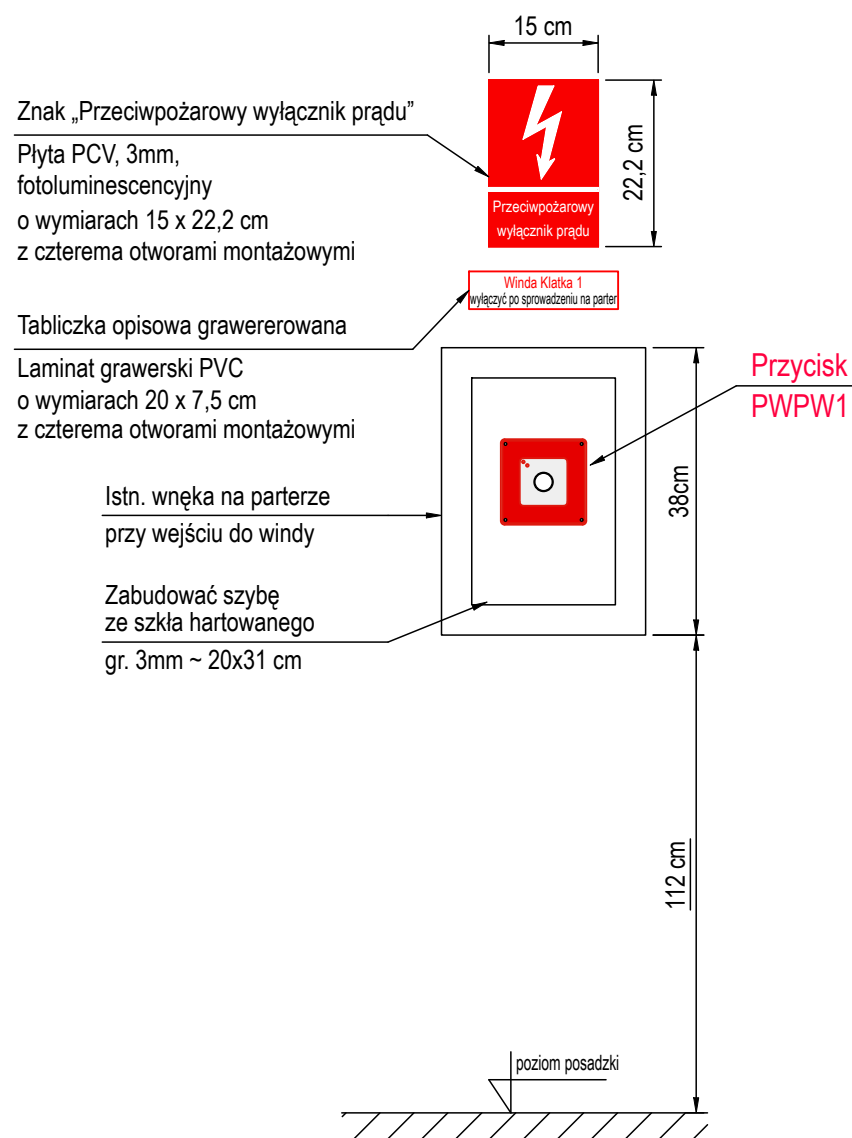 15 cm
Znak „Przeciwpożarowy wyłącznik prądu”
Płyta PCV, 3mm,
fotoluminescencyjny
o wymiarach 15 x 22,2 cm
z czterema otworami montażowymi
22,2 cm
Przeciwpożarowy
wyłącznik prądu
Winda Klatka 1
wyłączyć po sprowadzeniu na parter
Tabliczka opisowa grawererowana
Laminat grawerski PVC
o wymiarach 20 x 7,5 cm
z czterema otworami montażowymi
Przycisk
PWPW1
Istn. wnęka na parterze
przy wejściu do windy
38cm
Zabudować szybę
ze szkła hartowanego
gr. 3mm ~ 20x31 cm
112 cm
poziom posadzki